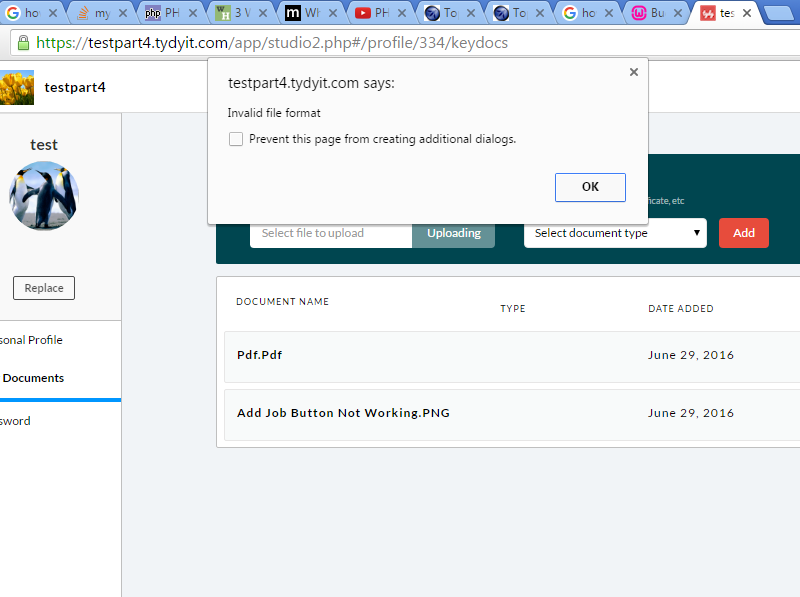 ho
my
php PH
W H 3 W
m Wh
PH
To
To
ho
Bu
tes
https://testpart4.tydyit.com/app/studio2.php#/profile/334/keydocs
testpart4
testpart4.tydyit.com says:
Invalid file format
Prevent this page from creating additional dialogs.
OK
test
Replace
sonal Profile
Documents
sword
ificate, etc
Select file to upload
Uploading
Select document type
Add
DOCUMENT NAME
TYPE
DATE ADDED
Pdf.Pdf
June 29, 2016
Add Job Button Not Working.PNG
June 29, 2016